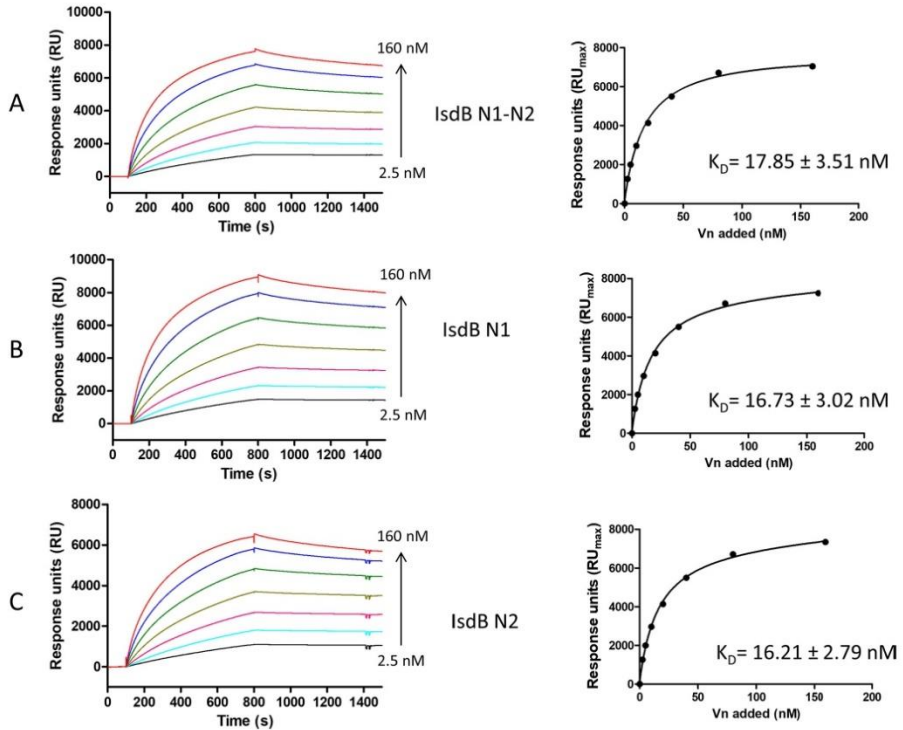 A
Response units (RU)
10000
8000
6000
4000
2000
0
0 200 400 600 800 1000 1200 1400
Time (s)
160 nM
2.5 nM
IsdB N1-N2
Response units (RUmax)
8000
6000
4000
2000
0
0 50 100 150 200
Vn added (nM)
KD= 17.85 ± 3.51 nM
B
Response units (RU)
10000
8000
6000
4000
2000
0
0 200 400 600 800 1000 1200 1400
Time (s)
160 nM
2.5 nM
IsdB N1
Response units (RUmax)
8000
6000
4000
2000
0
0 50 100 150 200
Vn added (nM)
KD= 16.73 ± 3.02 nM
C
Response units (RU)
8000
6000
4000
2000
0
0 200 400 600 800 1000 1200 1400
Time (s)
160 nM
2.5 nM
IsdB N2
Response units (RUmax)
8000
6000
4000
2000
0
0 50 100 150 200
Vn added (nM)
KD= 16.21 ± 2.79 nM